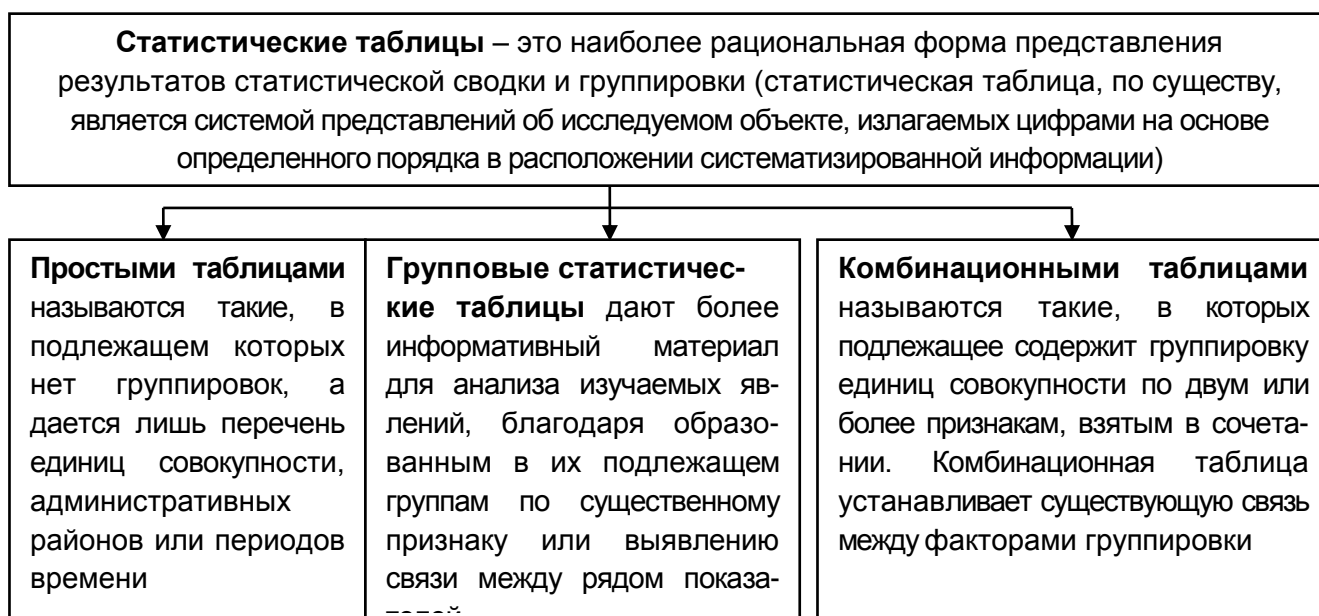 Статистические таблицы – это наиболее рациональная форма представления
результатов статистической сводки и группировки (статистическая таблица, по существу,
является системой представлений об исследуемом объекте, излагаемых цифрами на основе
определенного порядка в расположении систематизированной информации)
Простыми таблицами
называются такие, в
подлежащем которых
нет группировок, а
дается лишь перечень
единиц совокупности,
административных
районов или периодов
времени
Групповые статистичес-
кие таблицы дают более
информативный материал
для анализа изучаемых яв-
лений, благодаря образо-
ванным в их подлежащем
группам по существенному
признаку или выявлению
связи между рядом показа-
Комбинационными таблицами
называются такие, в которых
подлежащее содержит группировку
единиц совокупности по двум или
более признакам, взятым в сочета-
нии. Комбинационная таблица
устанавливает существующую связь
между факторами группировки